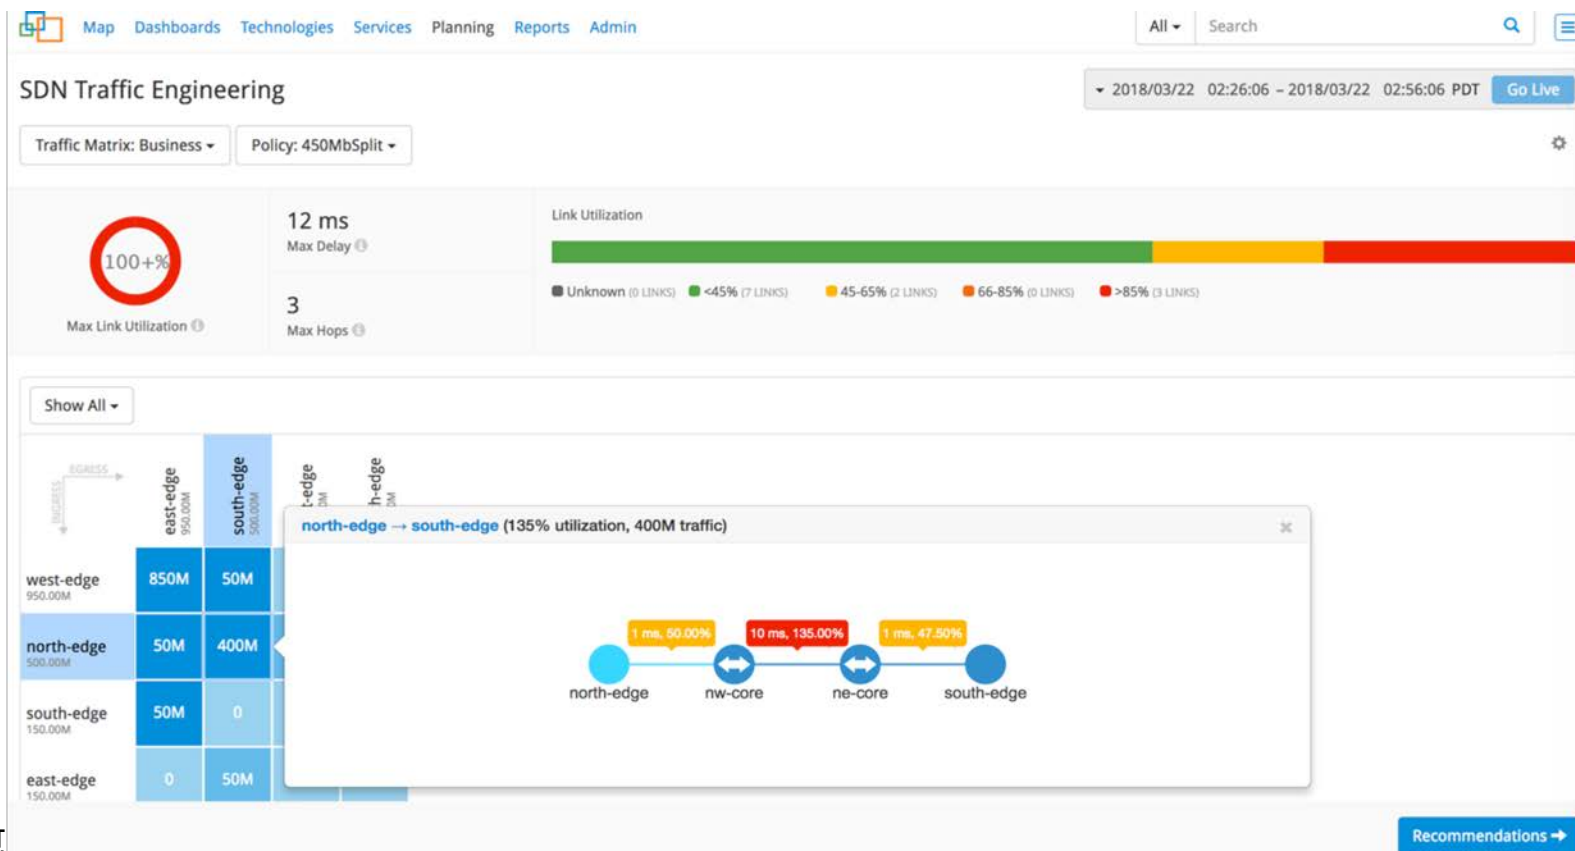 Map Dashboards Technologies Services Planning Reports Admin All Search
SDN Traffic Engineering
2018/03/22 02:26:06 – 2018/03/22 02:56:06 PDT Go Live
Traffic Matrix: Business Policy: 450MbSplit
100+%
Max Link Utilization
12 ms
Max Delay
3
Max Hops
Link Utilization
Unknown (0 LINKS) <45% (7 LINKS) 45-65% (2 LINKS) 66-85% (0 LINKS) >85% (3 LINKS)
Show All
EGRESS
INGRESS
east-edge
950.00M
south-edge
500.00M
t-edge
h-edge
north-edge → south-edge (135% utilization, 400M traffic)
west-edge 850M 50M
950.00M
north-edge 50M 400M
500.00M
south-edge 50M 0
150.00M
east-edge 0 50M
150.00M
1 ms, 50.00% 10 ms, 135.00% 1 ms, 47.50%
north-edge nw-core ne-core south-edge
Recommendations